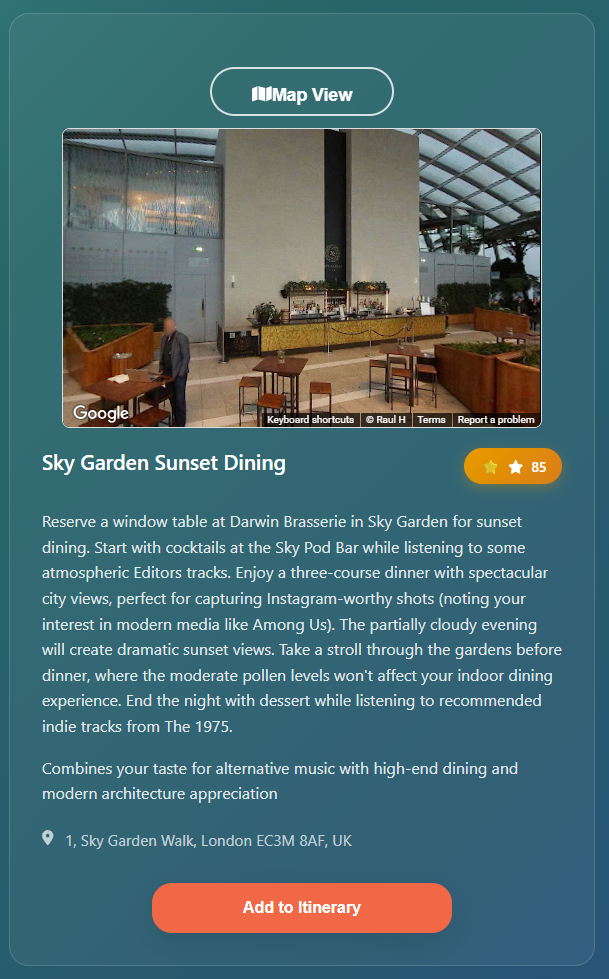 Map View
Google
Keyboard shortcuts
© Raul H
Terms
Report a problem
Sky Garden Sunset Dining
85
Reserve a window table at Darwin Brasserie in Sky Garden for sunset
dining. Start with cocktails at the Sky Pod Bar while listening to some
atmospheric Editors tracks. Enjoy a three-course dinner with spectacular
city views, perfect for capturing Instagram-worthy shots (noting your
interest in modern media like Among Us). The partially cloudy evening
will create dramatic sunset views. Take a stroll through the gardens before
dinner, where the moderate pollen levels won't affect your indoor dining
experience. End the night with dessert while listening to recommended
indie tracks from The 1975.
Combines your taste for alternative music with high-end dining and
modern architecture appreciation
1, Sky Garden Walk, London EC3M 8AF, UK
Add to Itinerary